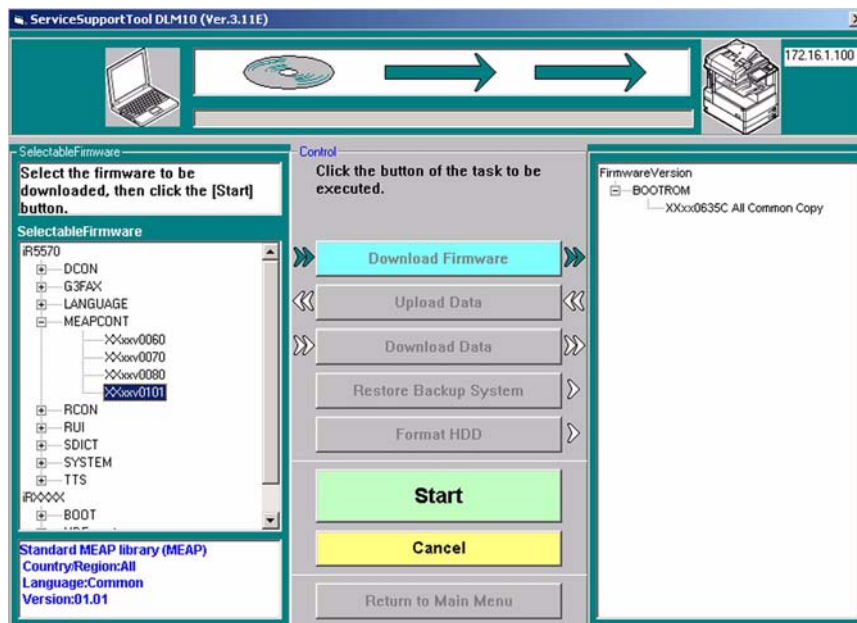 ServiceSupportTool DLM10 (Ver.3.11E)
172.16.1.100
SelectableFirmware
Select the firmware to be
downloaded, then click the [Start]
button.
SelectableFirmware
iR5570
DCON
G3FAX
LANGUAGE
MEAPCONT
XXxxv0060
XXxxv0070
XXxxv0080
XXxxv0101
RCON
RUI
SDICT
SYSTEM
TTS
iRXXXX
BOOT
Standard MEAP library (MEAP)
Country/Region:All
Language:Common
Version:01.01
Control
Click the button of the task to be
executed.
Download Firmware
Upload Data
Download Data
Restore Backup System
Format HDD
Start
Cancel
Return to Main Menu
FirmwareVersion
BOOTROM
XXxx0635C All Common Copy